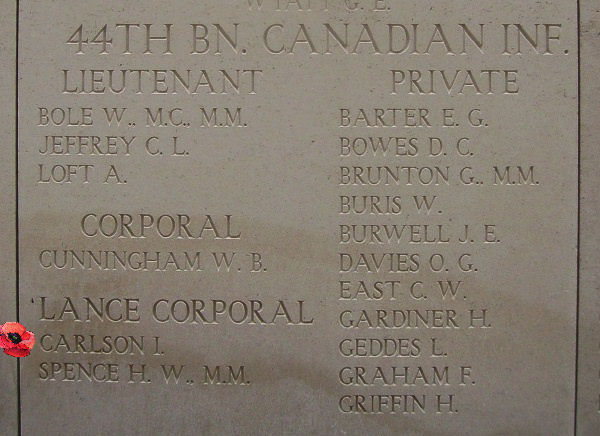 WYATT G. E.
44TH BN. CANADIAN INF.
LIEUTENANT
BOLE W., M.C., M.M.
JEFFREY C. L.
LOFT A.
CORPORAL
CUNNINGHAM W. B.
LANCE CORPORAL
CARLSON I.
SPENCE H. W., M.M.
PRIVATE
BARTER E. G.
BOWES D. C.
BRUNTON G., M.M.
BURIS W.
BURWELL J. E.
DAVIES O. G.
EAST C. W.
GARDINER H.
GEDDES L.
GRAHAM F.
GRIFFIN H.